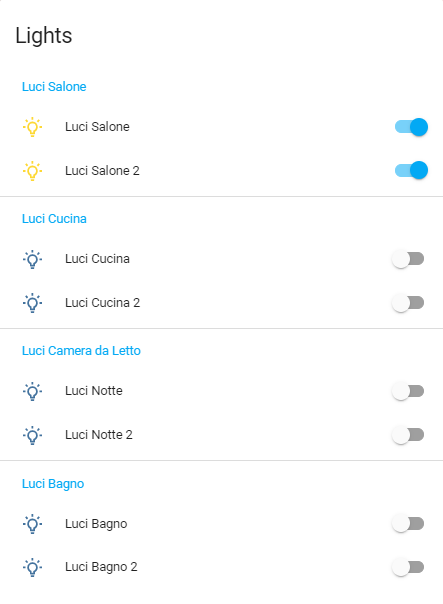 Lights
Luci Salone
Luci Salone
Luci Salone 2
Luci Cucina
Luci Cucina
Luci Cucina 2
Luci Camera da Letto
Luci Notte
Luci Notte 2
Luci Bagno
Luci Bagno
Luci Bagno 2